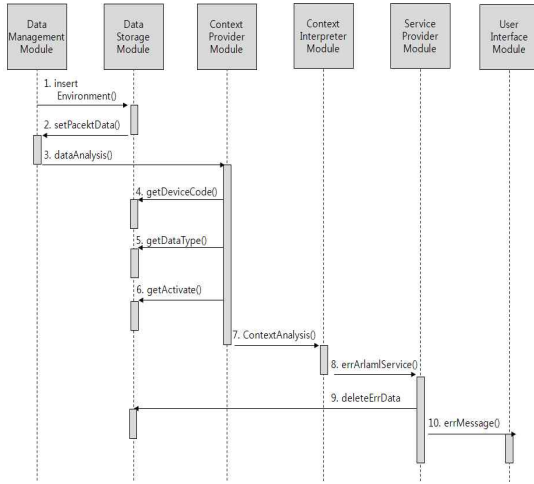 Data
Management
Module
Data
Storage
Module
Context
Provider
Module
Context
Interpreter
Module
Service
Provider
Module
User
Interface
Module
1. insert
Environment()
2. setPacektData()
3. dataAnalysis()
4. getDeviceCode()
5. getDataType()
6. getActivate()
7. ContextAnalysis()
8. errArlamlService()
9. deleteErrData
10. errMessage()